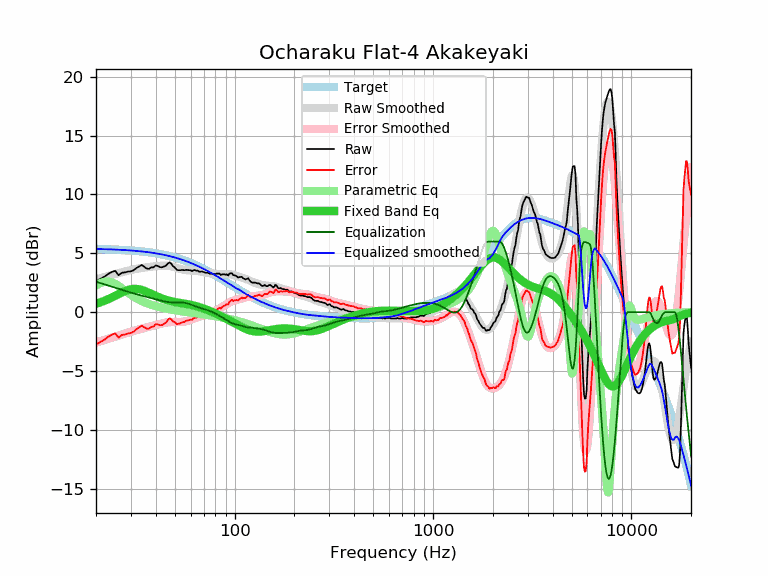 Ocharaku Flat-4 Akakeyaki
Target
Raw Smoothed
Error Smoothed
Raw
Error
Parametric Eq
Fixed Band Eq
Equalization
Equalized smoothed
Amplitude (dBr)
20
15
10
5
0
−5
−10
−15
100
1000
10000
Frequency (Hz)